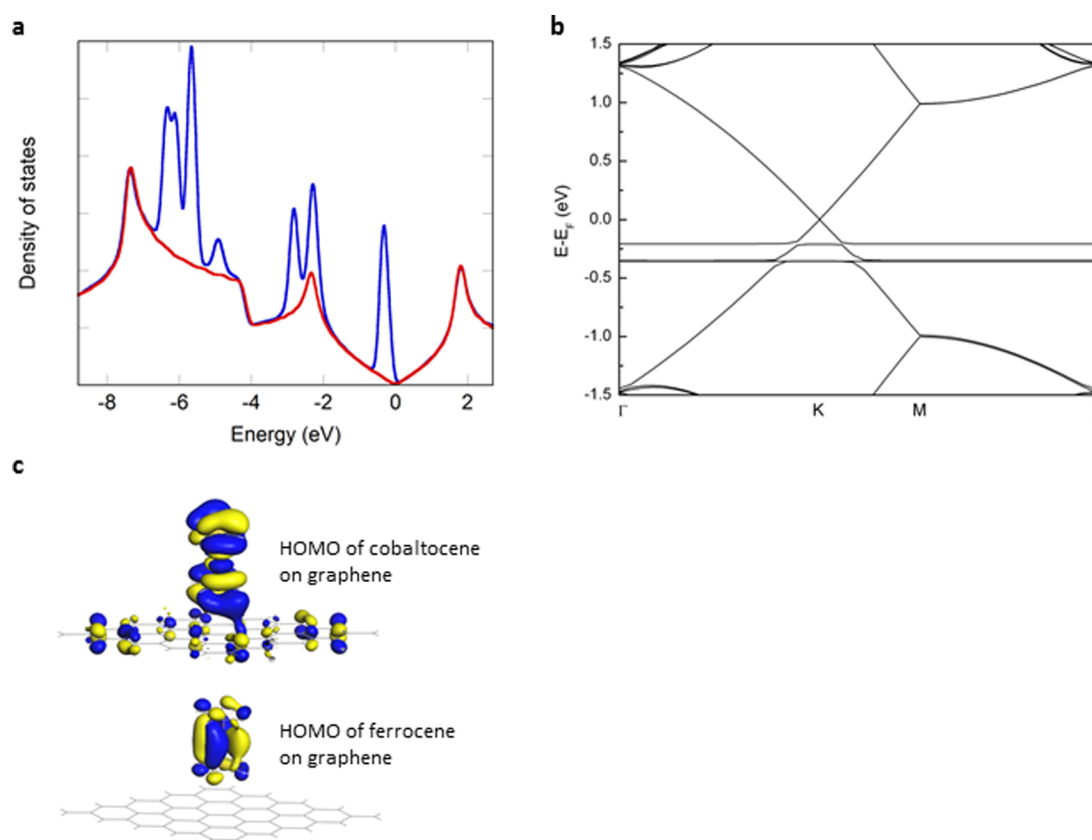 a
Density of states
-8
-6
-4
-2
0
2
Energy (eV)
b
E-E_F (eV)
1.5
1.0
0.5
0.0
-0.5
-1.0
-1.5
Γ
K
M
c
HOMO of cobaltocene
on graphene
HOMO of ferrocene
on graphene